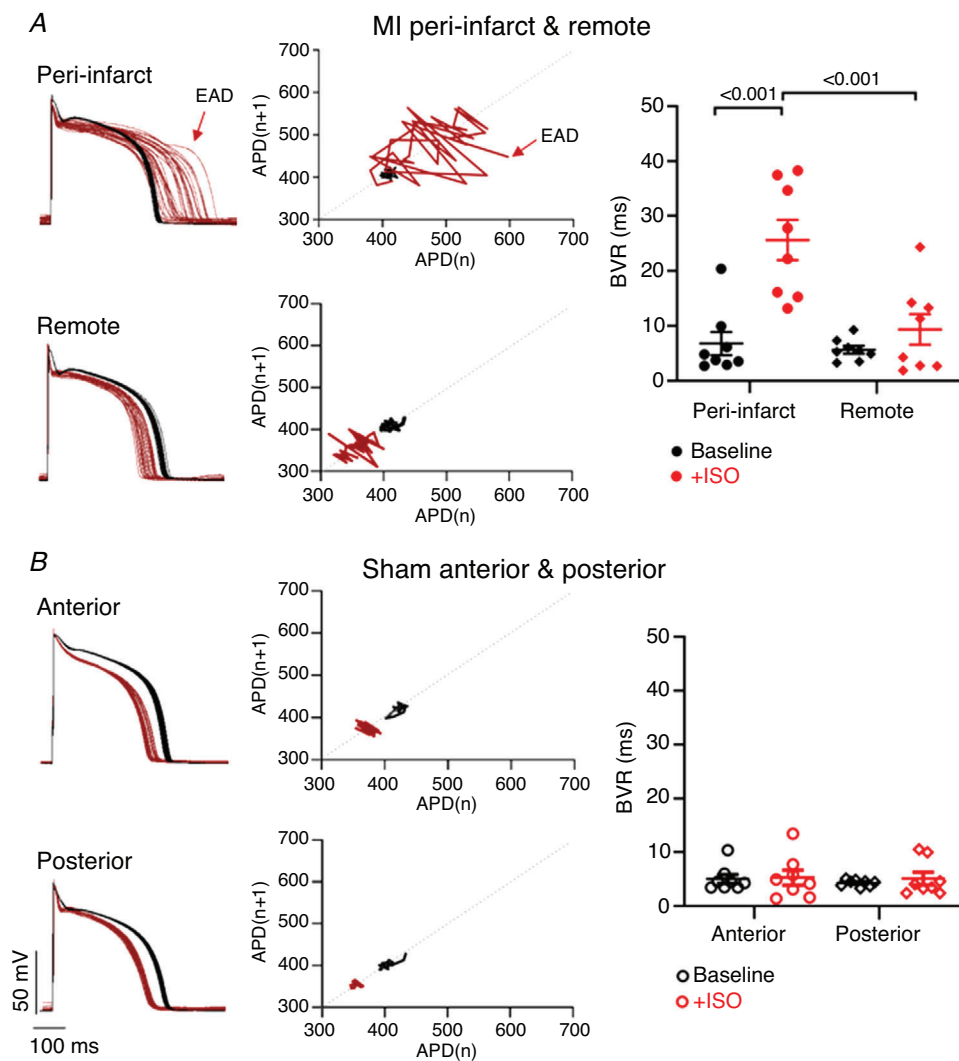 A
MI peri-infarct & remote
Peri-infarct
EAD
700
600
500
400
300
APD(n+1)
EAD
300 400 500 600 700
APD(n)
Remote
700
600
500
400
300
APD(n+1)
300 400 500 600 700
APD(n)
<0.001
<0.001
50
40
30
20
10
0
BVR (ms)
Peri-infarct Remote
Baseline
+ISO
B
Sham anterior & posterior
Anterior
700
600
500
400
300
APD(n+1)
300 400 500 600 700
APD(n)
Posterior
50 mV
100 ms
700
600
500
400
300
APD(n+1)
300 400 500 600 700
APD(n)
50
40
30
20
10
0
BVR (ms)
Anterior Posterior
Baseline
+ISO